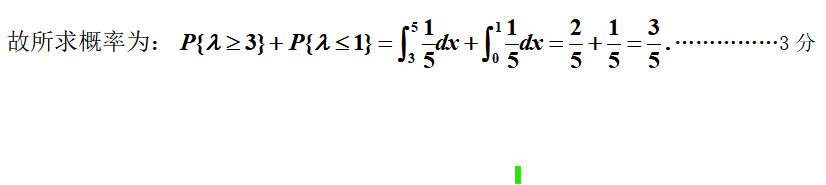 故所求概率为: P{λ≥3}+P{λ≤1}=∫₃⁵ 1/5 dx+∫₀¹ 1/5 dx=2/5+1/5=3/5.……………3 分